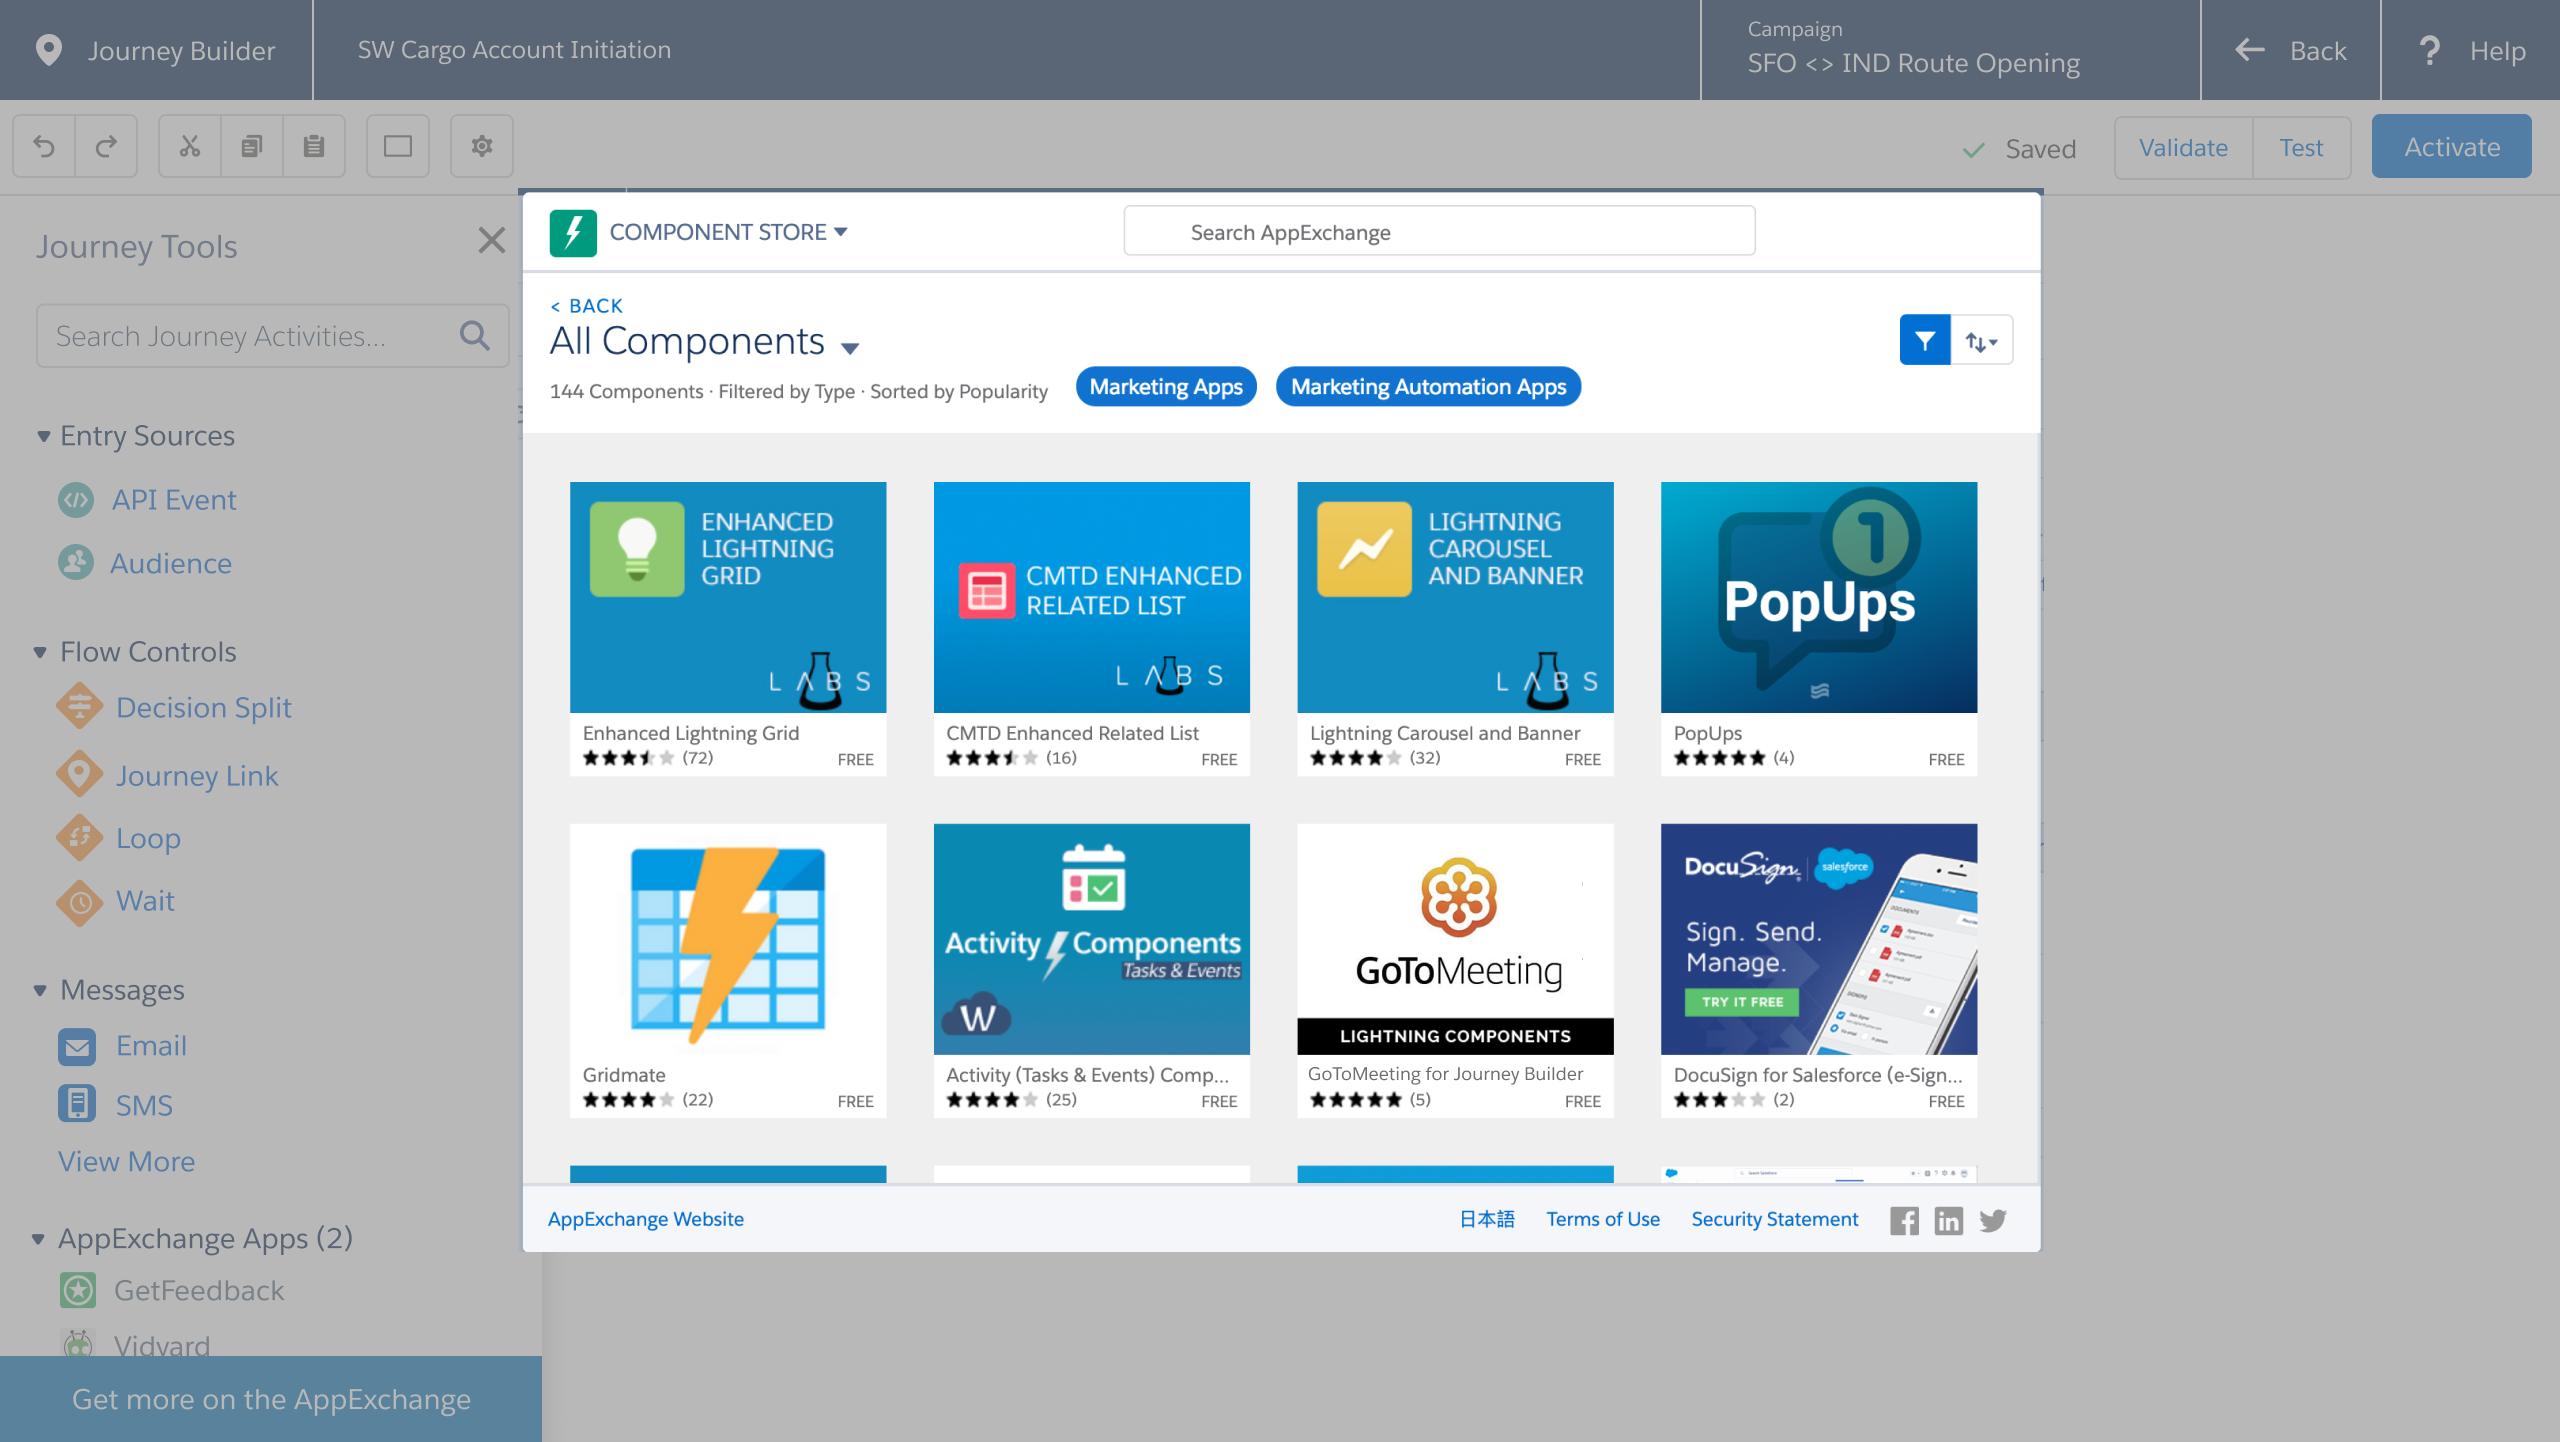 Journey Builder
SW Cargo Account Initiation
Campaign
SFO <> IND Route Opening
Back
? Help
Saved
Validate
Test
Activate
Journey Tools
Search Journey Activities...
Entry Sources
API Event
Audience
Flow Controls
Decision Split
Journey Link
Loop
Wait
Messages
Email
SMS
View More
AppExchange Apps (2)
GetFeedback
Vidyard
Get more on the AppExchange
COMPONENT STORE
Search AppExchange
< BACK
All Components
144 Components · Filtered by Type · Sorted by Popularity
Marketing Apps
Marketing Automation Apps
ENHANCED
LIGHTNING
GRID
LABS
Enhanced Lightning Grid
(72)
FREE
CMTD ENHANCED
RELATED LIST
LABS
CMTD Enhanced Related List
(16)
FREE
LIGHTNING
CAROUSEL
AND BANNER
LABS
Lightning Carousel and Banner
(32)
FREE
1
PopUps
PopUps
(4)
FREE
Gridmate
(22)
FREE
Activity Components
Tasks & Events
W
Activity (Tasks & Events) Comp...
(25)
FREE
GoToMeeting
LIGHTNING COMPONENTS
GoToMeeting for Journey Builder
(5)
FREE
DocuSign
salesforce
Sign. Send.
Manage.
TRY IT FREE
DocuSign for Salesforce (e-Sign...
(2)
FREE
AppExchange Website
日本語
Terms of Use
Security Statement